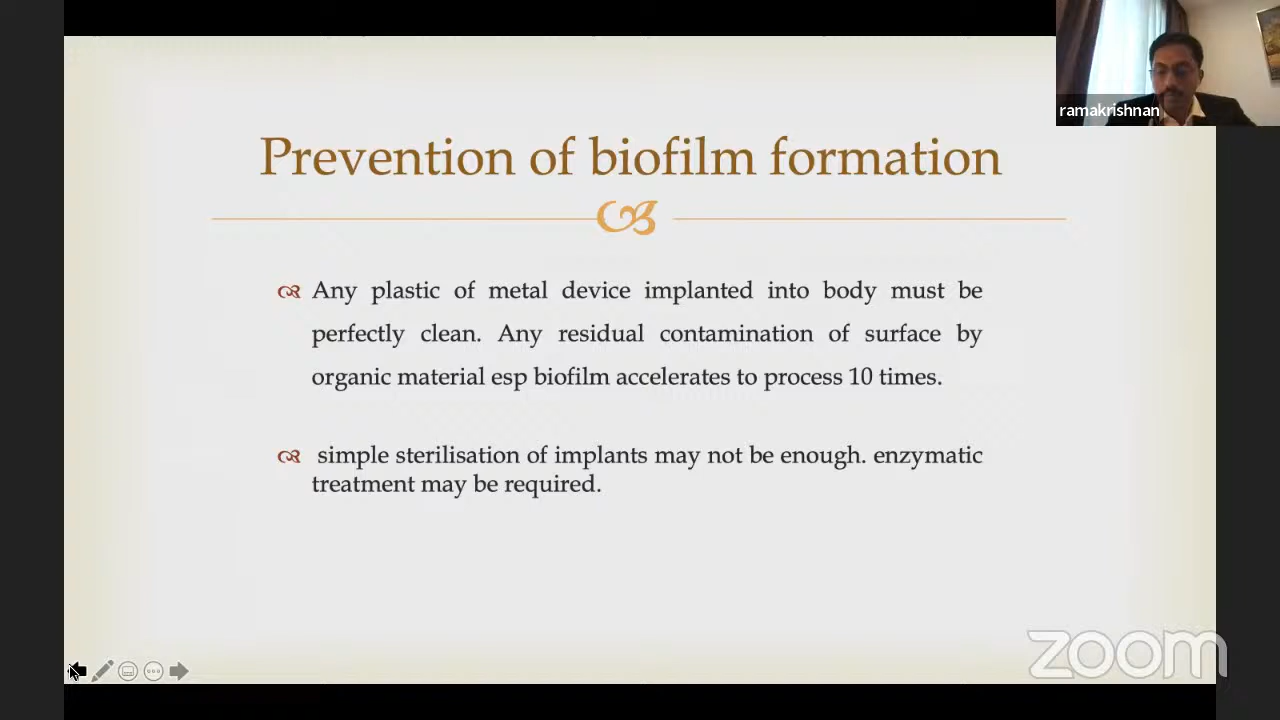 ramakrishnan
Prevention of biofilm formation
Any plastic of metal device implanted into body must be
perfectly clean. Any residual contamination of surface by
organic material esp biofilm accelerates to process 10 times.
simple sterilisation of implants may not be enough. enzymatic
treatment may be required.
zoom